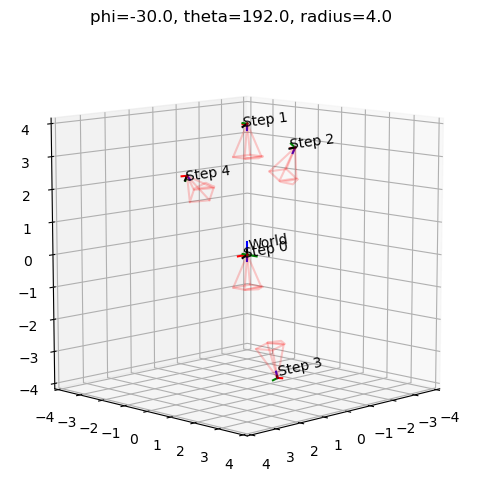 phi=-30.0, theta=192.0, radius=4.0
Step 1
Step 2
Step 4
World
Step 0
Step 3
4
3
2
1
0
−1
−2
−3
−4
−4 −3 −2 −1 0 1 2 3 4
4 3 2 1 0 −1 −2 −3 −4